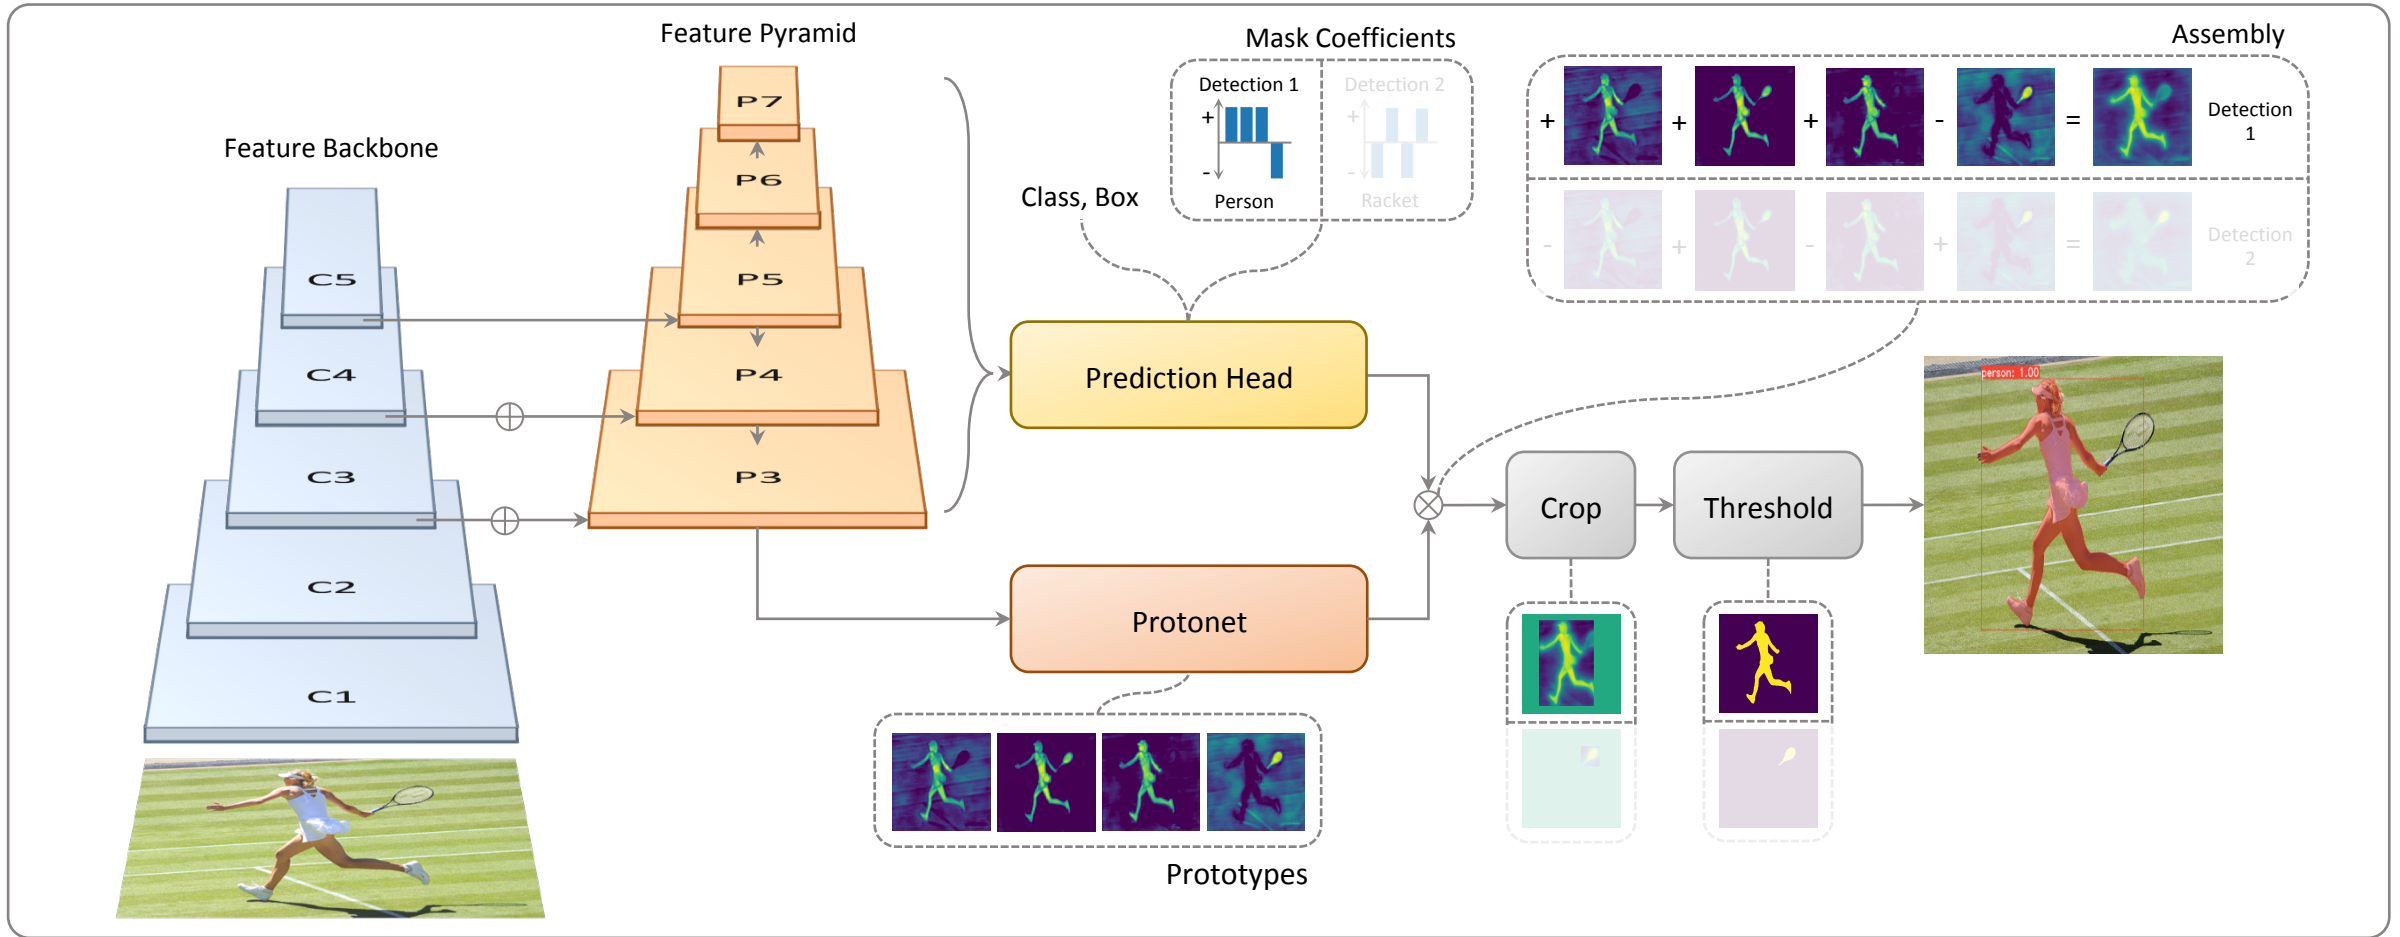 Feature Pyramid
Mask Coefficients
Assembly
Feature Backbone
P7
P6
P5
P4
P3
C5
C4
C3
C2
C1
Class, Box
Detection 1
+
-
Person
Detection 2
+
-
Racket
+ + + - = Detection
1
- + - + = Detection
2
Prediction Head
Protonet
Crop
Threshold
person: 1.00
Prototypes